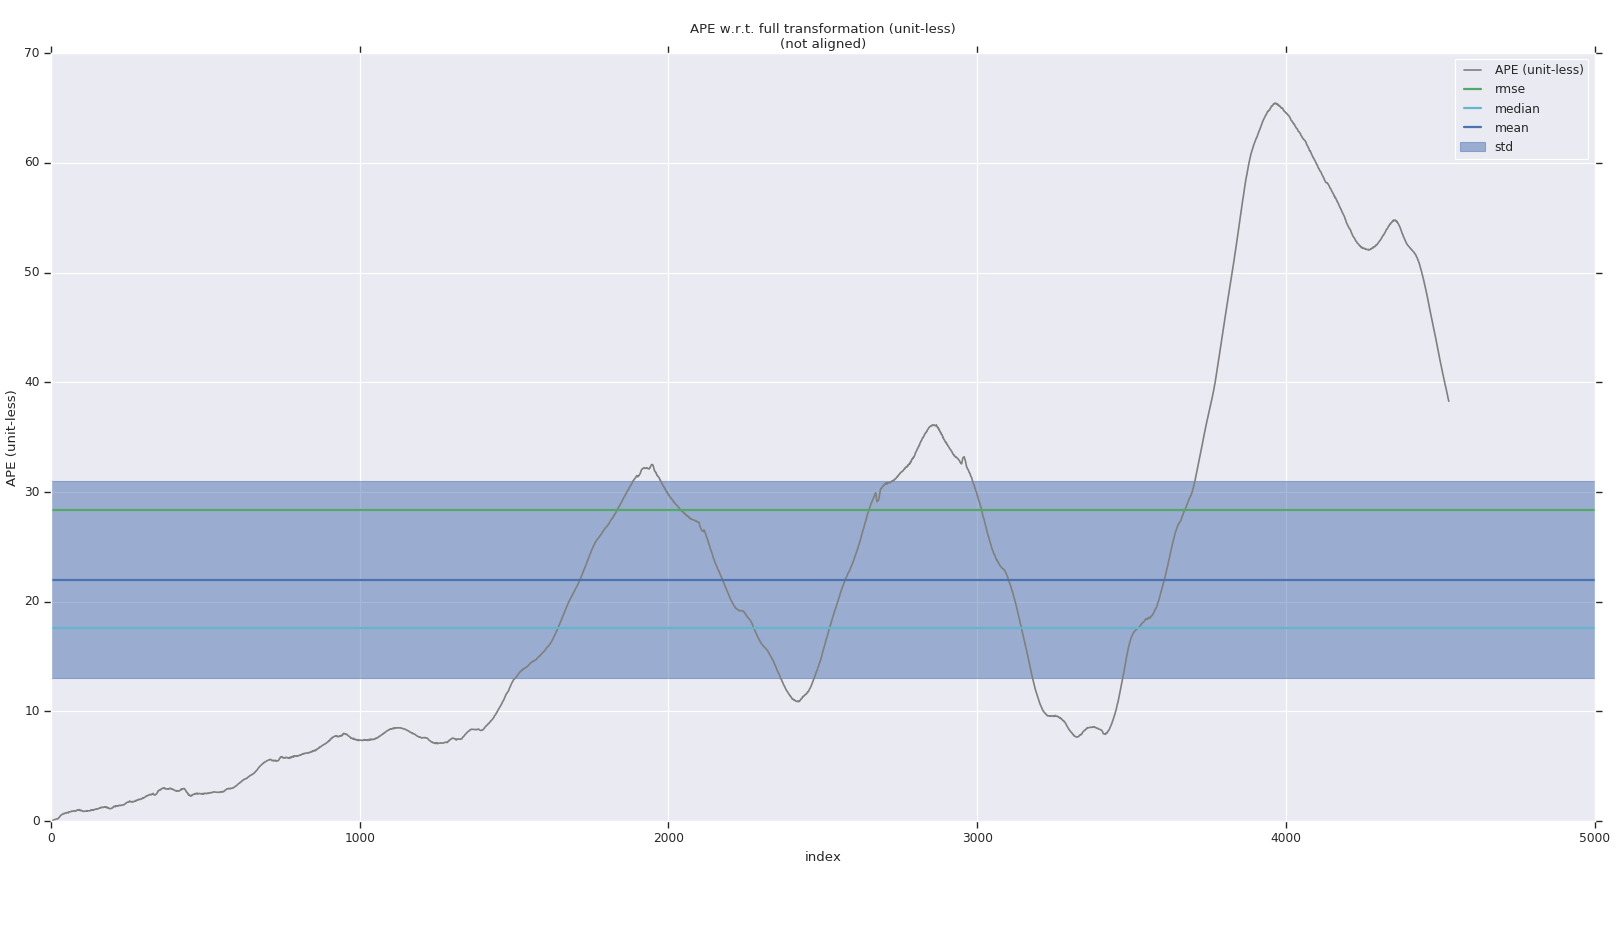 APE w.r.t. full transformation (unit-less)
(not aligned)
APE (unit-less)
rmse
median
mean
std
70
60
50
40
30
20
10
0
APE (unit-less)
0 1000 2000 3000 4000 5000
index